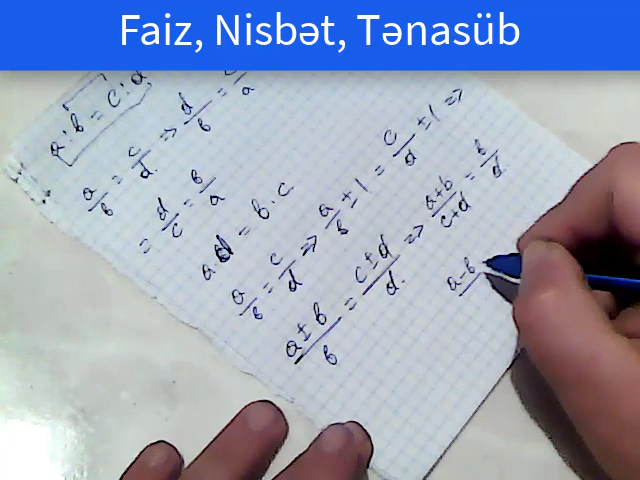 Faiz, Nisbət, Tənasüb
a : b = c : d
a/b = c/d ⇒ d/b = c/a
= d/c = b/a
ad = b · c
a/b = c/d ⇒ a/b ± 1 = c/d ± 1 ⇒
(a ± b)/b = (c ± d)/d ⇒ (a+b)/(c+d) = b/d
a-b